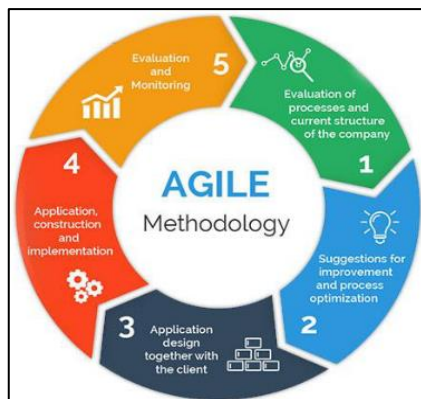 AGILE
Methodology
Evaluation of
processes and
current structure
of the company
1
Suggestions for
improvement
and process
optimization
2
3
Application
design
together with
the client
4
Application,
construction
and
implementation
5
Evaluation
and
Monitoring